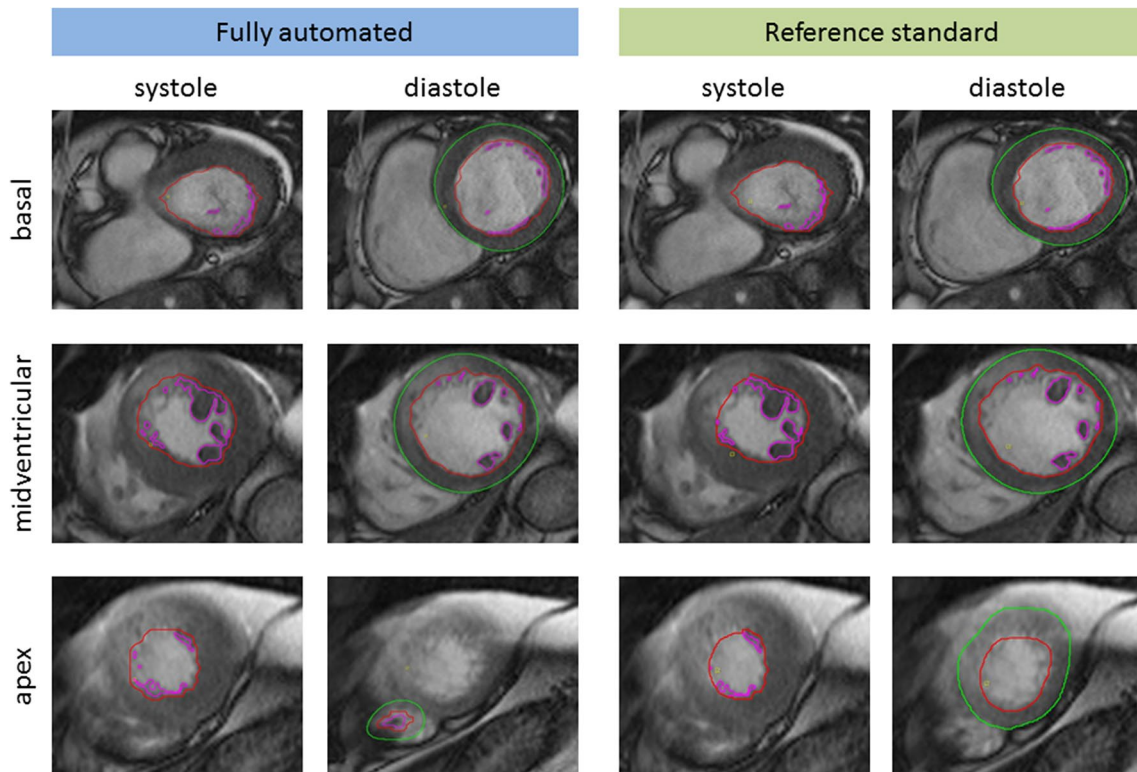 Fully automated
Reference standard
systole
diastole
systole
diastole
basal
midventricular
apex